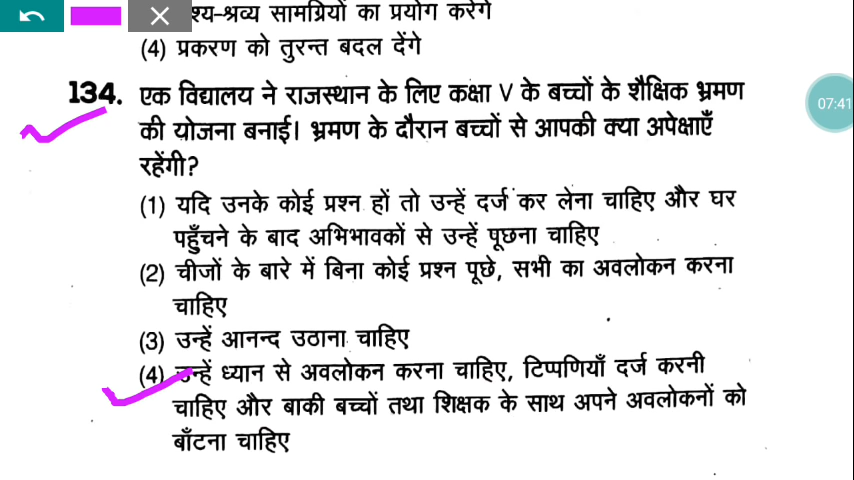 श्य-श्रव्य सामग्रियों का प्रयोग करेंगे
(4) प्रकरण को तुरन्त बदल देंगे
134. एक विद्यालय ने राजस्थान के लिए कक्षा V के बच्चों के शैक्षिक भ्रमण
07:41
की योजना बनाई। भ्रमण के दौरान बच्चों से आपकी क्या अपेक्षाएँ
रहेंगी?
(1) यदि उनके कोई प्रश्न हों तो उन्हें दर्ज कर लेना चाहिए और घर
पहुँचने के बाद अभिभावकों से उन्हें पूछना चाहिए
(2) चीजों के बारे में बिना कोई प्रश्न पूछे, सभी का अवलोकन करना
चाहिए
(3) उन्हें आनन्द उठाना चाहिए
(4) उन्हें ध्यान से अवलोकन करना चाहिए, टिप्पणियाँ दर्ज करनी
चाहिए और बाकी बच्चों तथा शिक्षक के साथ अपने अवलोकनों को
बाँटना चाहिए